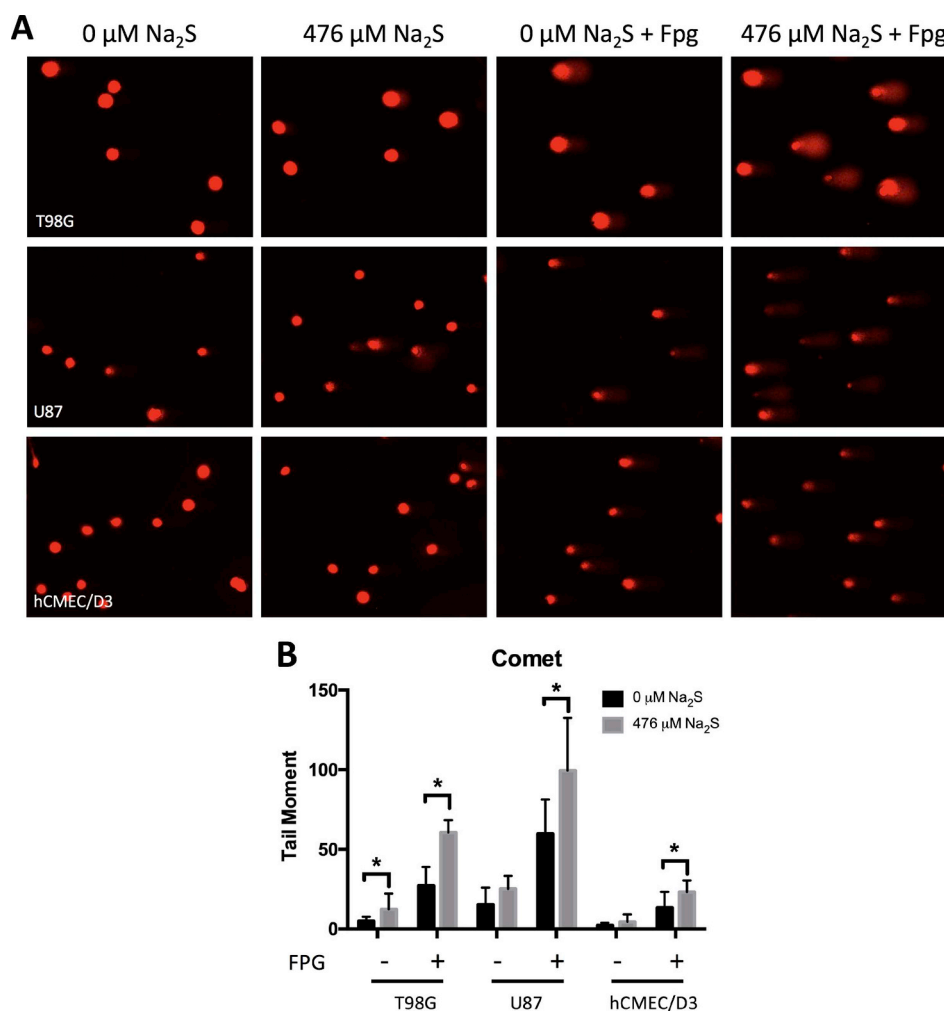 A
0 μM Na₂S 476 μM Na₂S 0 μM Na₂S + Fpg 476 μM Na₂S + Fpg
T98G
U87
hCMEC/D3
B
Comet
150
100
50
0
Tail Moment
0 μM Na₂S
476 μM Na₂S
* * * *
FPG - + - + - +
T98G U87 hCMEC/D3